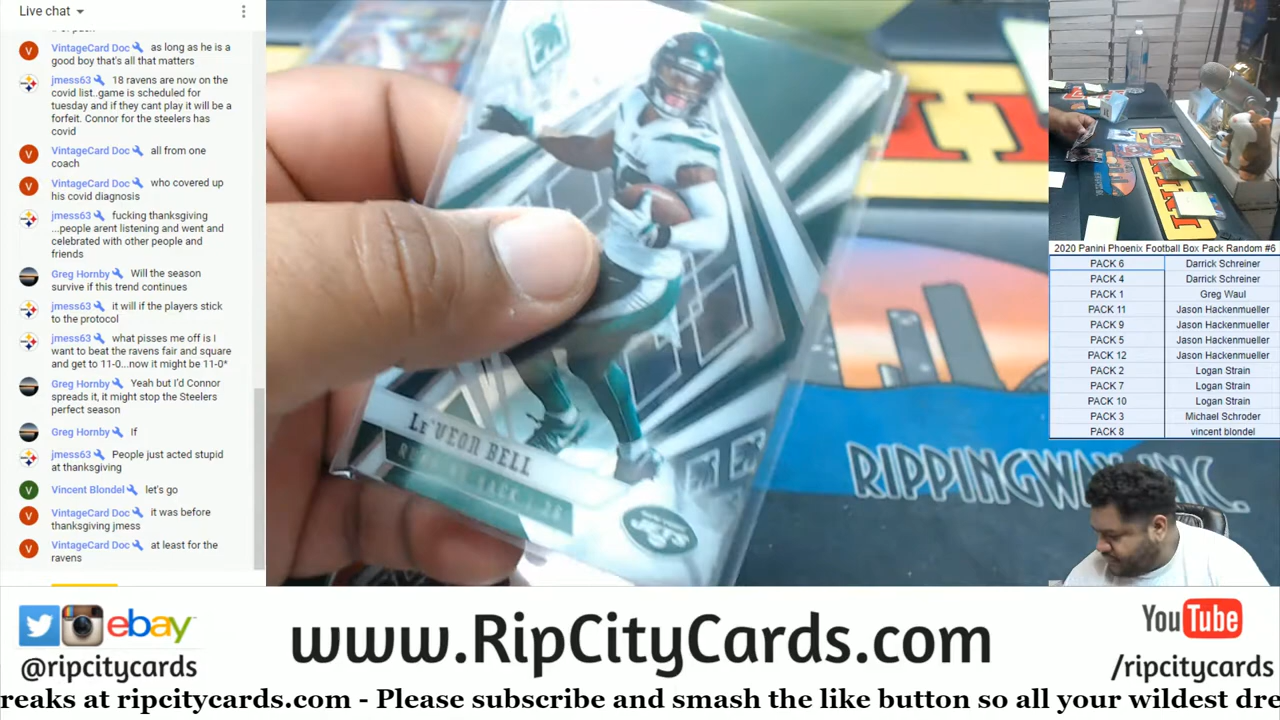 Live chat
VintageCard Doc as long as he is a
good boy that's all that matters
jmess63 18 ravens are now on the
covid list..game is scheduled for
tuesday and if they cant play it will be a
forfeit. Connor for the steelers has
covid
VintageCard Doc all from one
coach
VintageCard Doc who covered up
his covid diagnosis
jmess63 fucking thanksgiving
...people arent listening and went and
celebrated with other people and
friends
Greg Hornby Will the season
survive if this trend continues
jmess63 it will if the players stick
to the protocol
jmess63 what pisses me off is I
want to beat the ravens fair and square
and get to 11-0...now it might be 11-0*
Greg Hornby Yeah but I'd Connor
spreads it, it might stop the Steelers
perfect season
Greg Hornby If
jmess63 People just acted stupid
at thanksgiving
Vincent Blondel let's go
VintageCard Doc it was before
thanksgiving jmess
VintageCard Doc at least for the
ravens
LE'VEON BELL
JETS
RIPPINGWAX, INC.
2020 Panini Phoenix Football Box Pack Random #6
PACK 6 Darrick Schreiner
PACK 4 Darrick Schreiner
PACK 1 Greg Waul
PACK 11 Jason Hackenmueller
PACK 9 Jason Hackenmueller
PACK 5 Jason Hackenmueller
PACK 12 Jason Hackenmueller
PACK 2 Logan Strain
PACK 7 Logan Strain
PACK 10 Logan Strain
PACK 3 Michael Schroder
PACK 8 vincent blondel
ebay
@ripcitycards
www.RipCityCards.com
YouTube
/ripcitycards
reaks at ripcitycards.com - Please subscribe and smash the like button so all your wildest dre